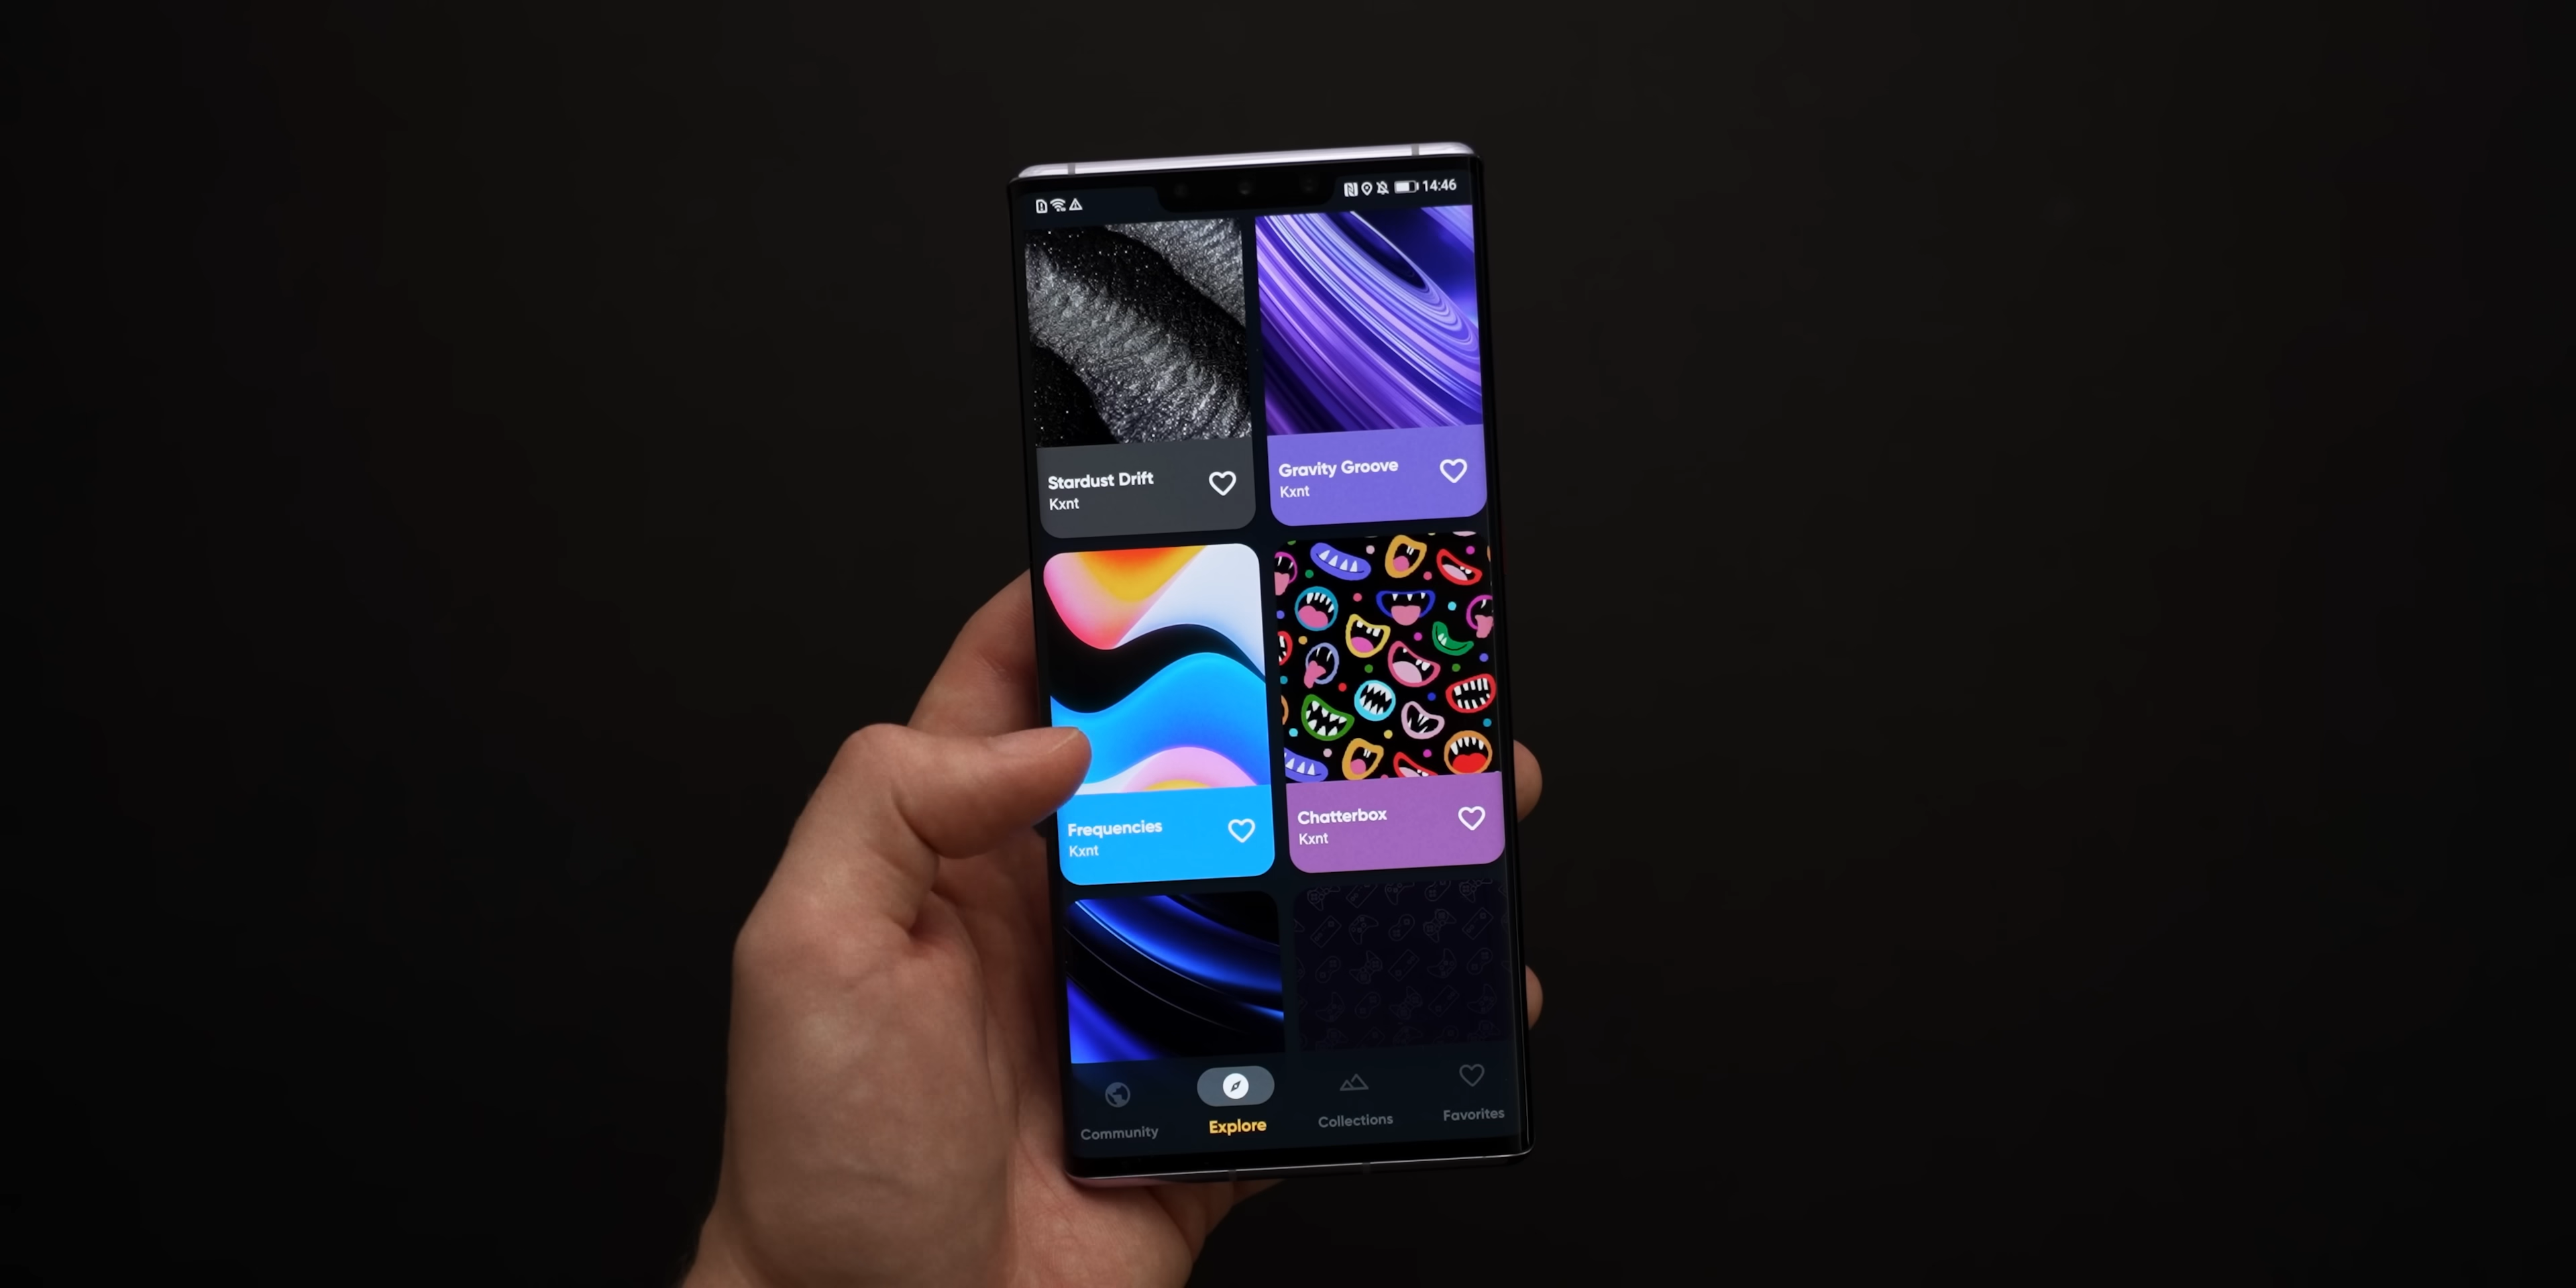 14:46
Stardust Drift
Kxnt
Gravity Groove
Kxnt
Frequencies
Kxnt
Chatterbox
Kxnt
Community
Explore
Collections
Favorites